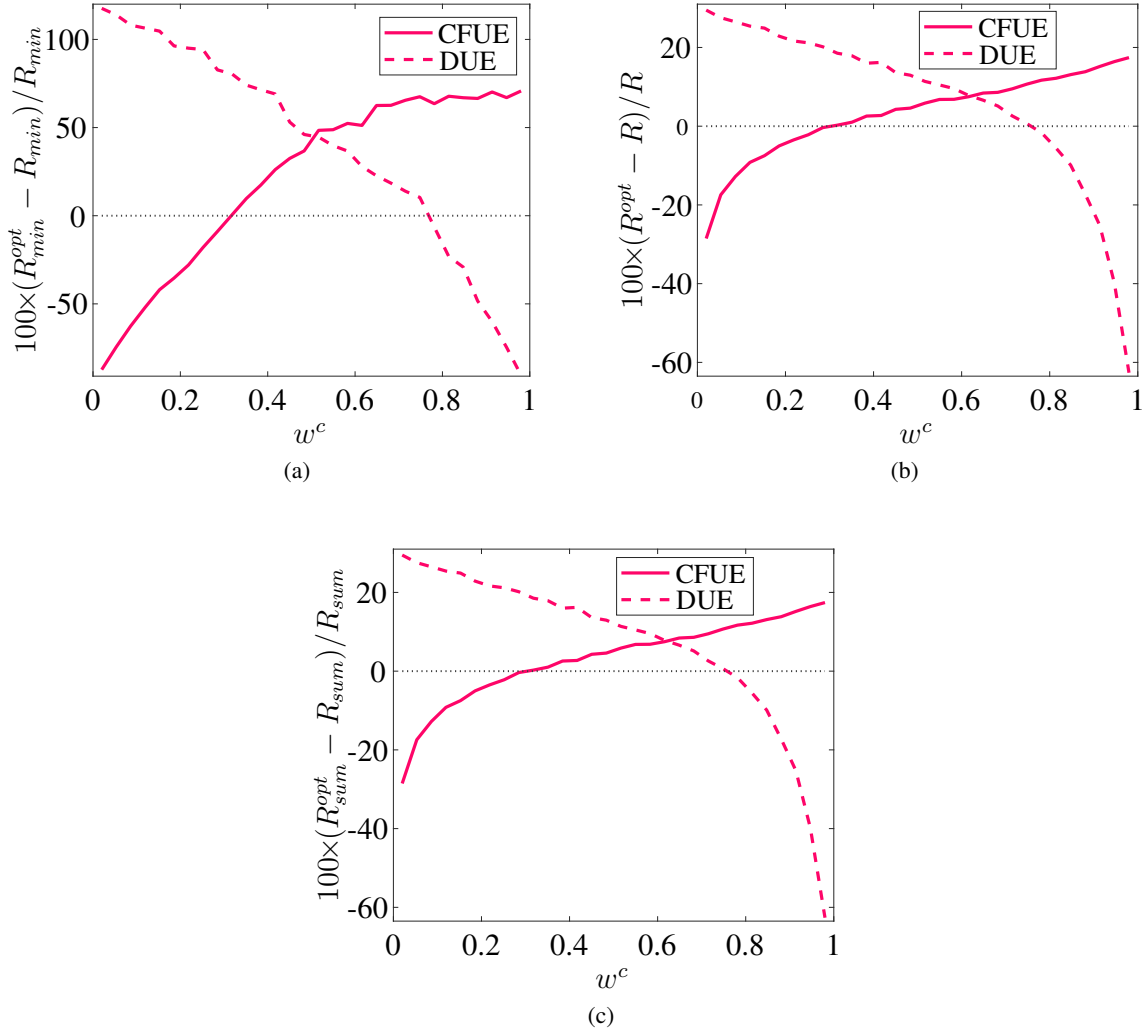 (a)
100×(R_{min}^{opt} − R_{min})/R_{min}
100
50
0
-50
CFUE
DUE
0 0.2 0.4 0.6 0.8 1
w^c
(b)
100×(R^{opt} − R)/R
20
0
-20
-40
-60
CFUE
DUE
0 0.2 0.4 0.6 0.8 1
w^c
(a)
(b)
100×(R_{sum}^{opt} − R_{sum})/R_{sum}
20
0
-20
-40
-60
CFUE
DUE
0 0.2 0.4 0.6 0.8 1
w^c
(c)